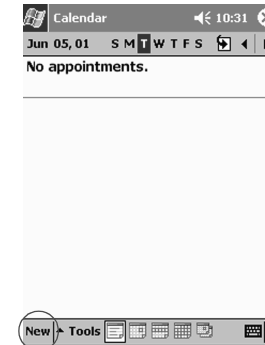 Calendar 10:31
Jun 05, 01 S M T W T F S
No appointments.
New Tools